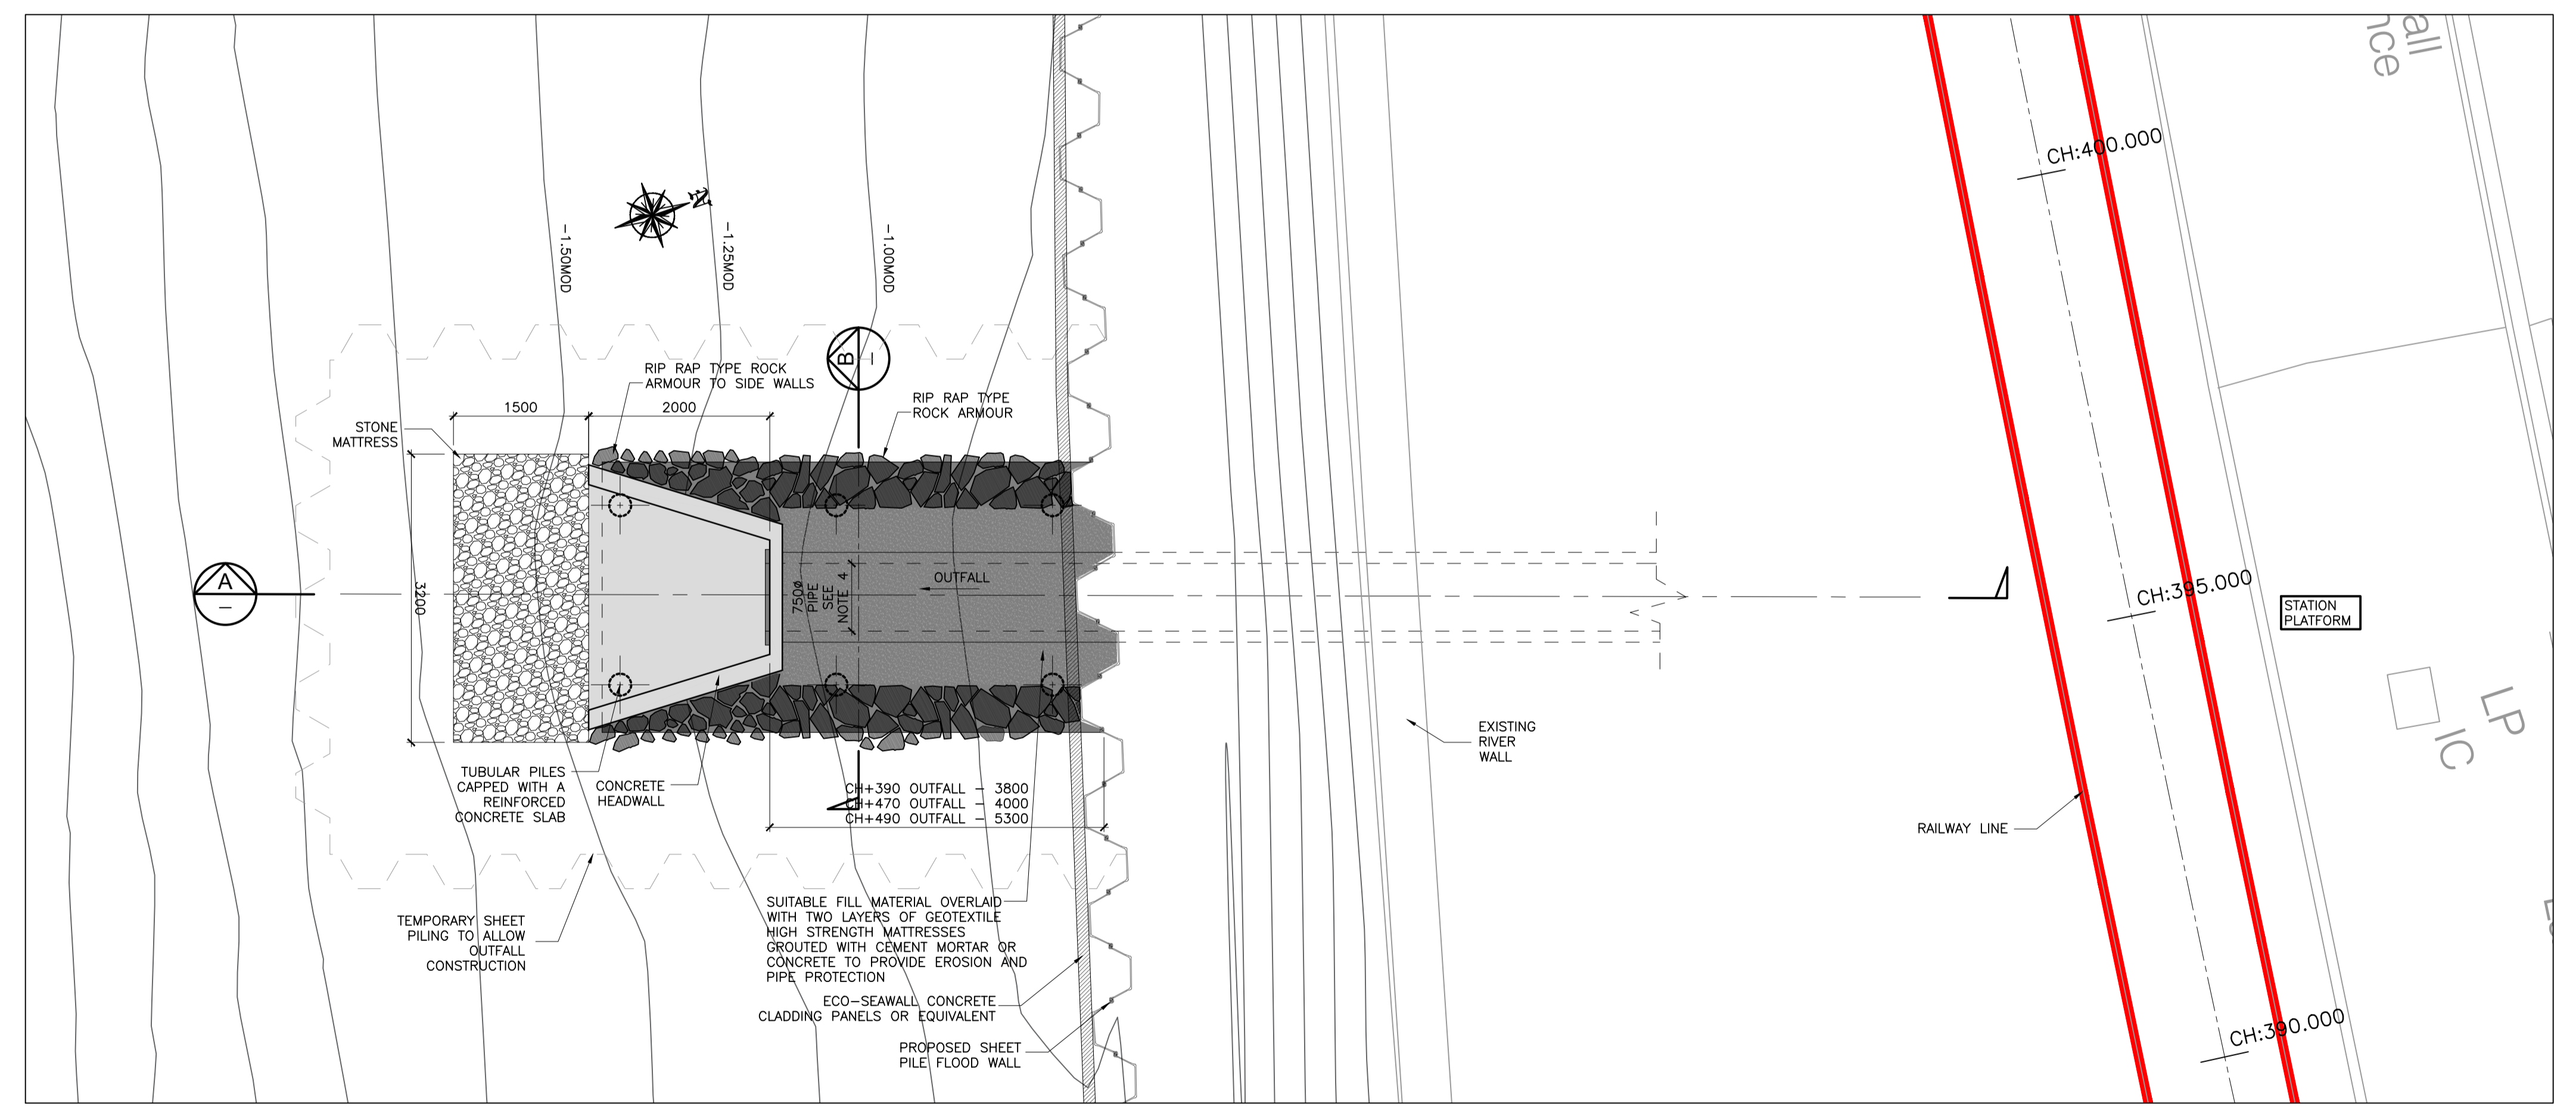 all
nce
CH:400.000
N
-1.50MOD
-1.25MOD
-1.00MOD
B
RIP RAP TYPE ROCK
ARMOUR TO SIDE WALLS
RIP RAP TYPE
ROCK ARMOUR
1500
2000
STONE
MATTRESS
3200
A
750Ø
PIPE
SEE
NOTE 4
OUTFALL
CH:395.000
STATION
PLATFORM
LP
IC
EXISTING
RIVER
WALL
TUBULAR PILES
CAPPED WITH A
REINFORCED
CONCRETE SLAB
CONCRETE
HEADWALL
CH+390 OUTFALL - 3800
CH+470 OUTFALL - 4000
CH+490 OUTFALL - 5300
RAILWAY LINE
TEMPORARY SHEET
PILING TO ALLOW
OUTFALL
CONSTRUCTION
SUITABLE FILL MATERIAL OVERLAID
WITH TWO LAYERS OF GEOTEXTILE
HIGH STRENGTH MATTRESSES
GROUTED WITH CEMENT MORTAR OR
CONCRETE TO PROVIDE EROSION AND
PIPE PROTECTION
ECO-SEAWALL CONCRETE
CLADDING PANELS OR EQUIVALENT
PROPOSED SHEET
PILE FLOOD WALL
CH:390.000